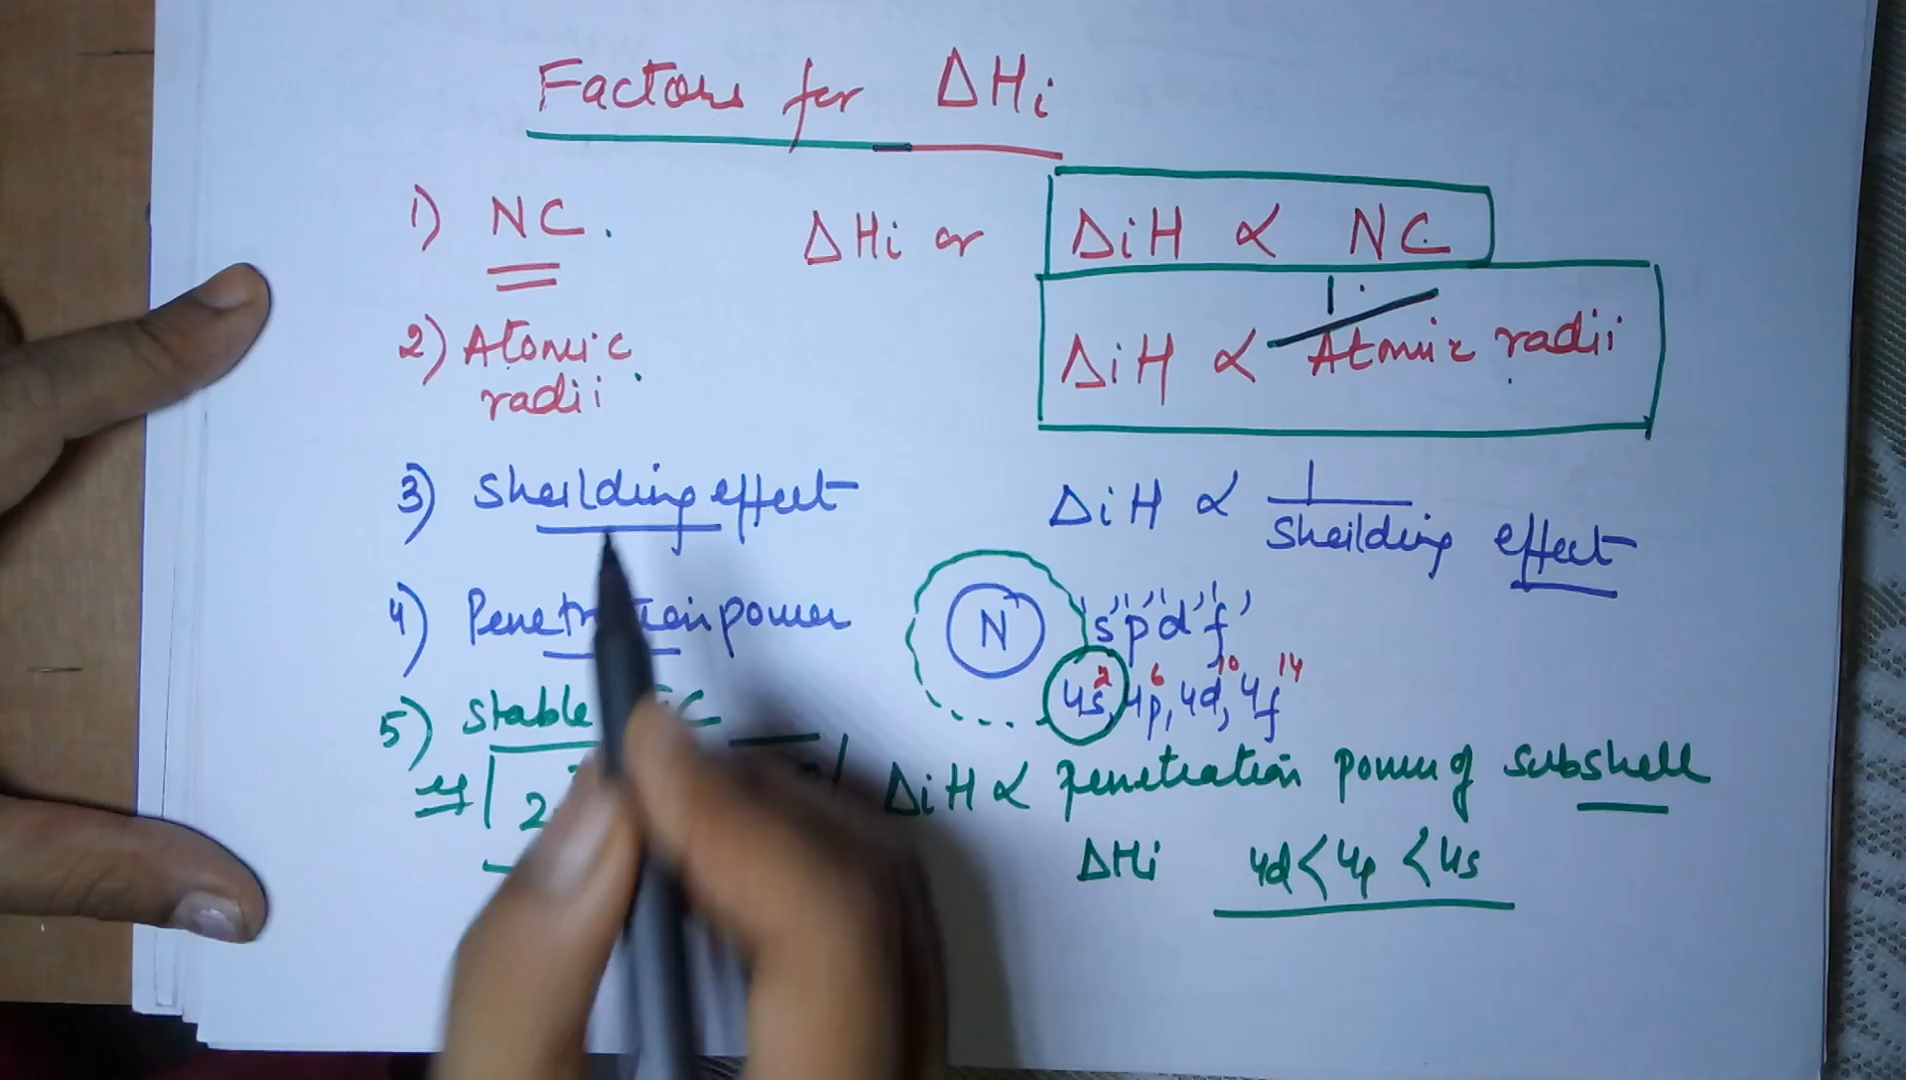 Factors for ΔHi
1) NC. ΔHi or ΔiH ∝ NC
2) Atomic radii ΔiH ∝ 1/Atomic radii
3) Sheilding effect ΔiH ∝ 1/Sheilding effect
4) Penetration power N 's', 'p', 'd', 'f'
4s², 4p⁶, 4d¹⁰, 4f¹⁴
5) Stable
eg 2 ΔiH ∝ penetration power of subshell
ΔHi 4d < 4p < 4s